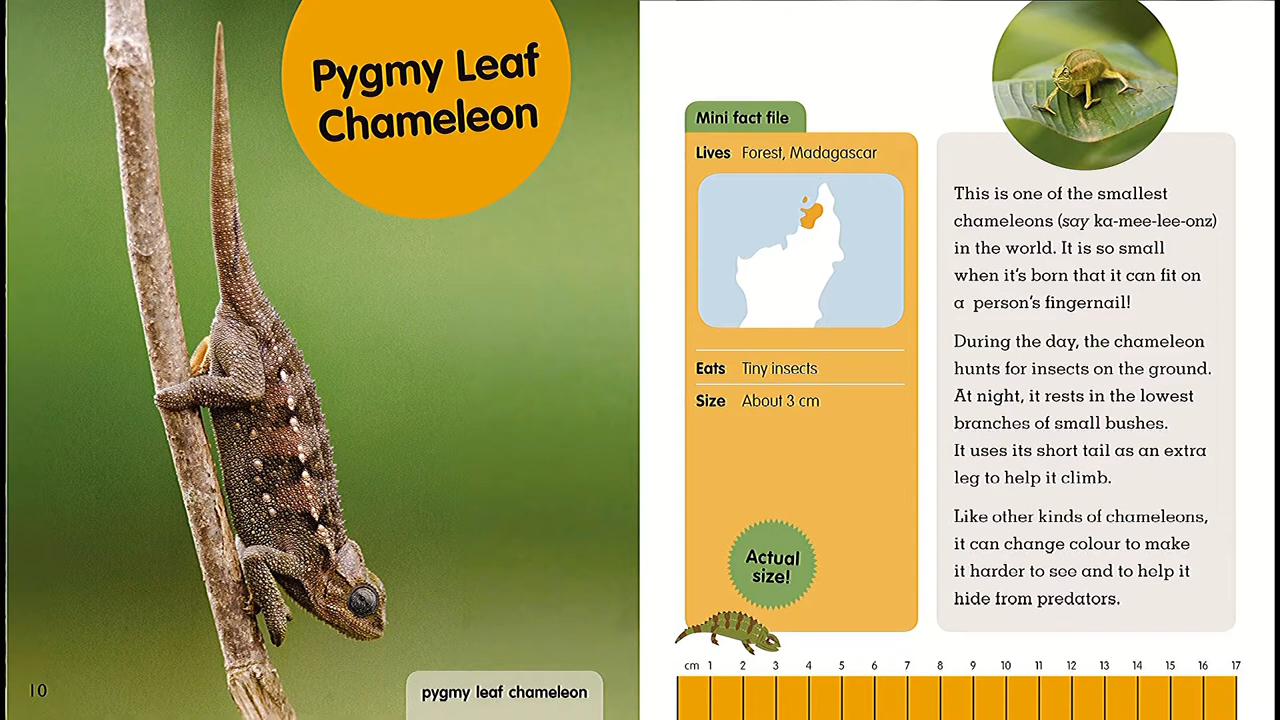 Pygmy Leaf
Chameleon
10
pygmy leaf chameleon
Mini fact file
Lives Forest, Madagascar
Eats Tiny insects
Size About 3 cm
Actual
size!
This is one of the smallest
chameleons (say ka-mee-lee-onz)
in the world. It is so small
when it's born that it can fit on
a person's fingernail!
During the day, the chameleon
hunts for insects on the ground.
At night, it rests in the lowest
branches of small bushes.
It uses its short tail as an extra
leg to help it climb.
Like other kinds of chameleons,
it can change colour to make
it harder to see and to help it
hide from predators.
cm 1 2 3 4 5 6 7 8 9 10 11 12 13 14 15 16 17